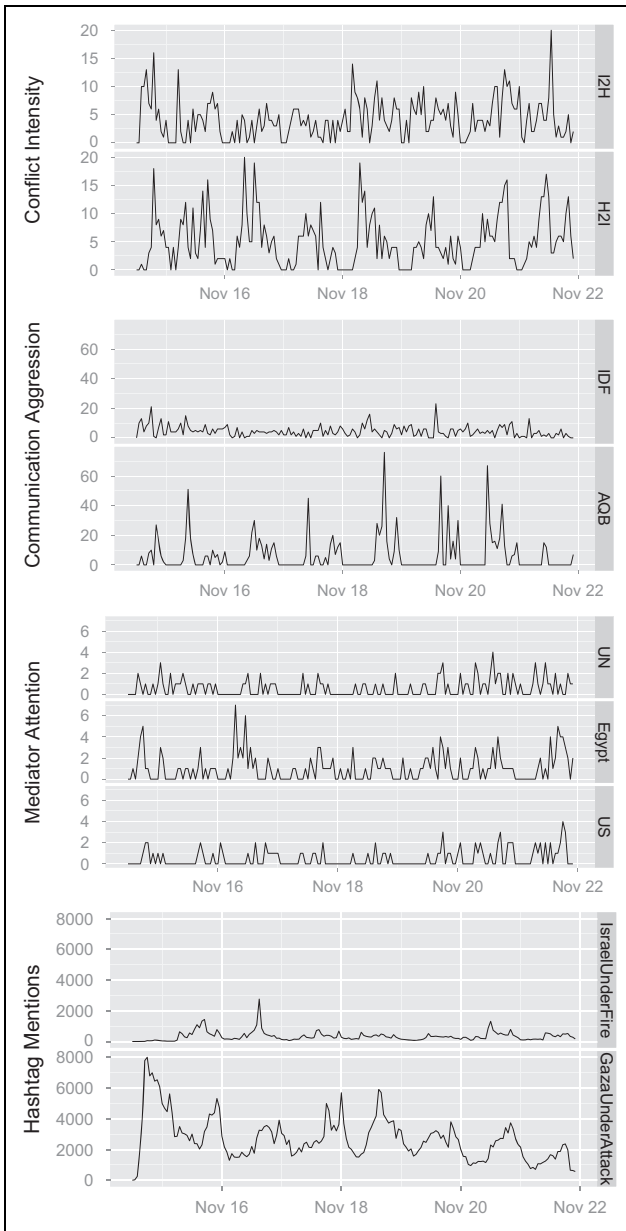 Conflict Intensity
20
15
10
5
0
I2H
20
15
10
5
0
H2I
Nov 16
Nov 18
Nov 20
Nov 22
Communication Aggression
60
40
20
0
IDF
60
40
20
0
AQB
Nov 16
Nov 18
Nov 20
Nov 22
Mediator Attention
6
4
2
0
UN
6
4
2
0
Egypt
6
4
2
0
US
Nov 16
Nov 18
Nov 20
Nov 22
Hashtag Mentions
8000
6000
4000
2000
0
IsraelUnderFire
8000
6000
4000
2000
0
GazaUnderAttack
Nov 16
Nov 18
Nov 20
Nov 22